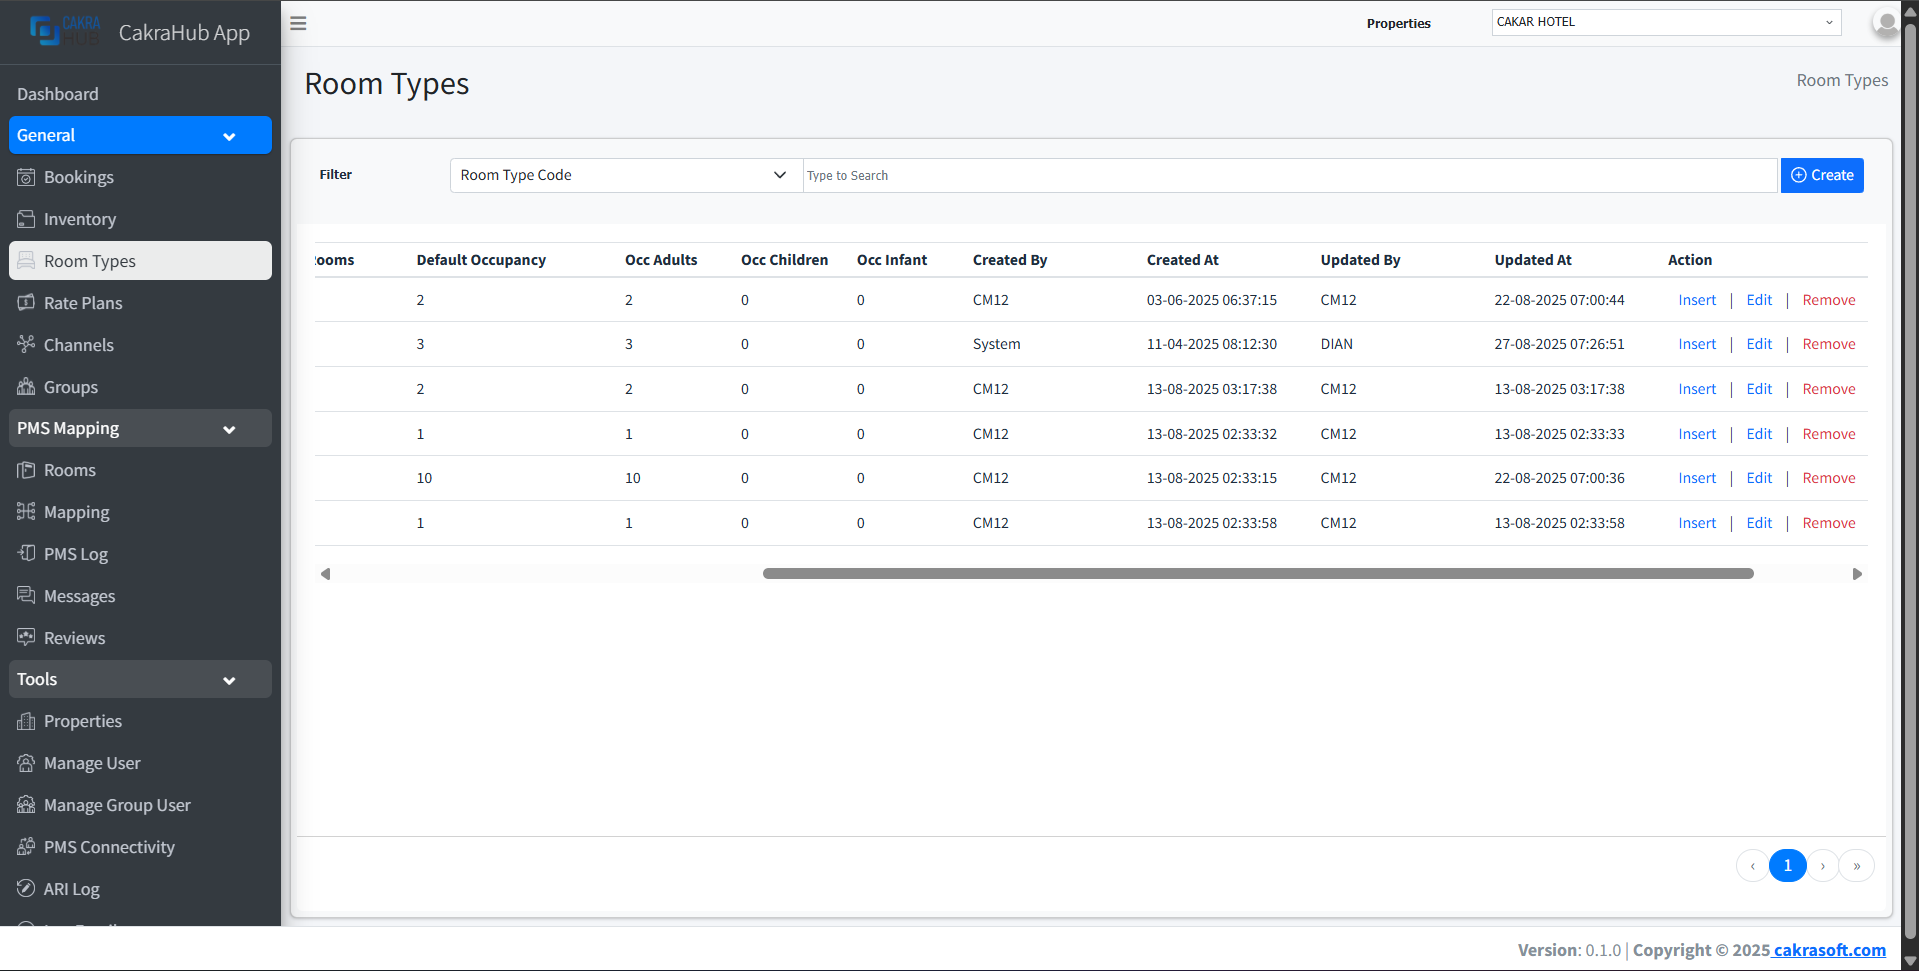 CAKRA
HUB
CakraHub App
Properties
CAKAR HOTEL
Dashboard
General
Bookings
Inventory
Room Types
Rate Plans
Channels
Groups
PMS Mapping
Rooms
Mapping
PMS Log
Messages
Reviews
Tools
Properties
Manage User
Manage Group User
PMS Connectivity
ARI Log
Room Types
Room Types
Filter
Room Type Code
Type to Search
Create
ooms Default Occupancy Occ Adults Occ Children Occ Infant Created By Created At Updated By Updated At Action
2 2 0 0 CM12 03-06-2025 06:37:15 CM12 22-08-2025 07:00:44 Insert | Edit | Remove
3 3 0 0 System 11-04-2025 08:12:30 DIAN 27-08-2025 07:26:51 Insert | Edit | Remove
2 2 0 0 CM12 13-08-2025 03:17:38 CM12 13-08-2025 03:17:38 Insert | Edit | Remove
1 1 0 0 CM12 13-08-2025 02:33:32 CM12 13-08-2025 02:33:33 Insert | Edit | Remove
10 10 0 0 CM12 13-08-2025 02:33:15 CM12 22-08-2025 07:00:36 Insert | Edit | Remove
1 1 0 0 CM12 13-08-2025 02:33:58 CM12 13-08-2025 02:33:58 Insert | Edit | Remove
‹ 1 › »
Version: 0.1.0 | Copyright © 2025 cakrasoft.com